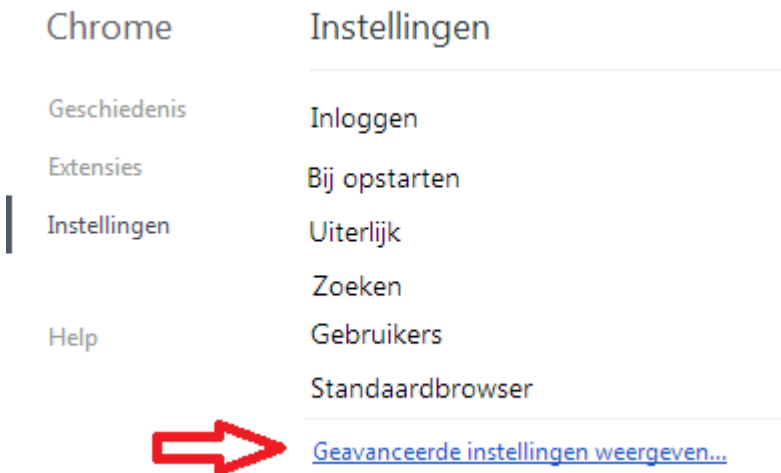 Chrome
Geschiedenis
Extensies
Instellingen
Help
Instellingen
Inloggen
Bij opstarten
Uiterlijk
Zoeken
Gebruikers
Standaardbrowser
Geavanceerde instellingen weergeven...